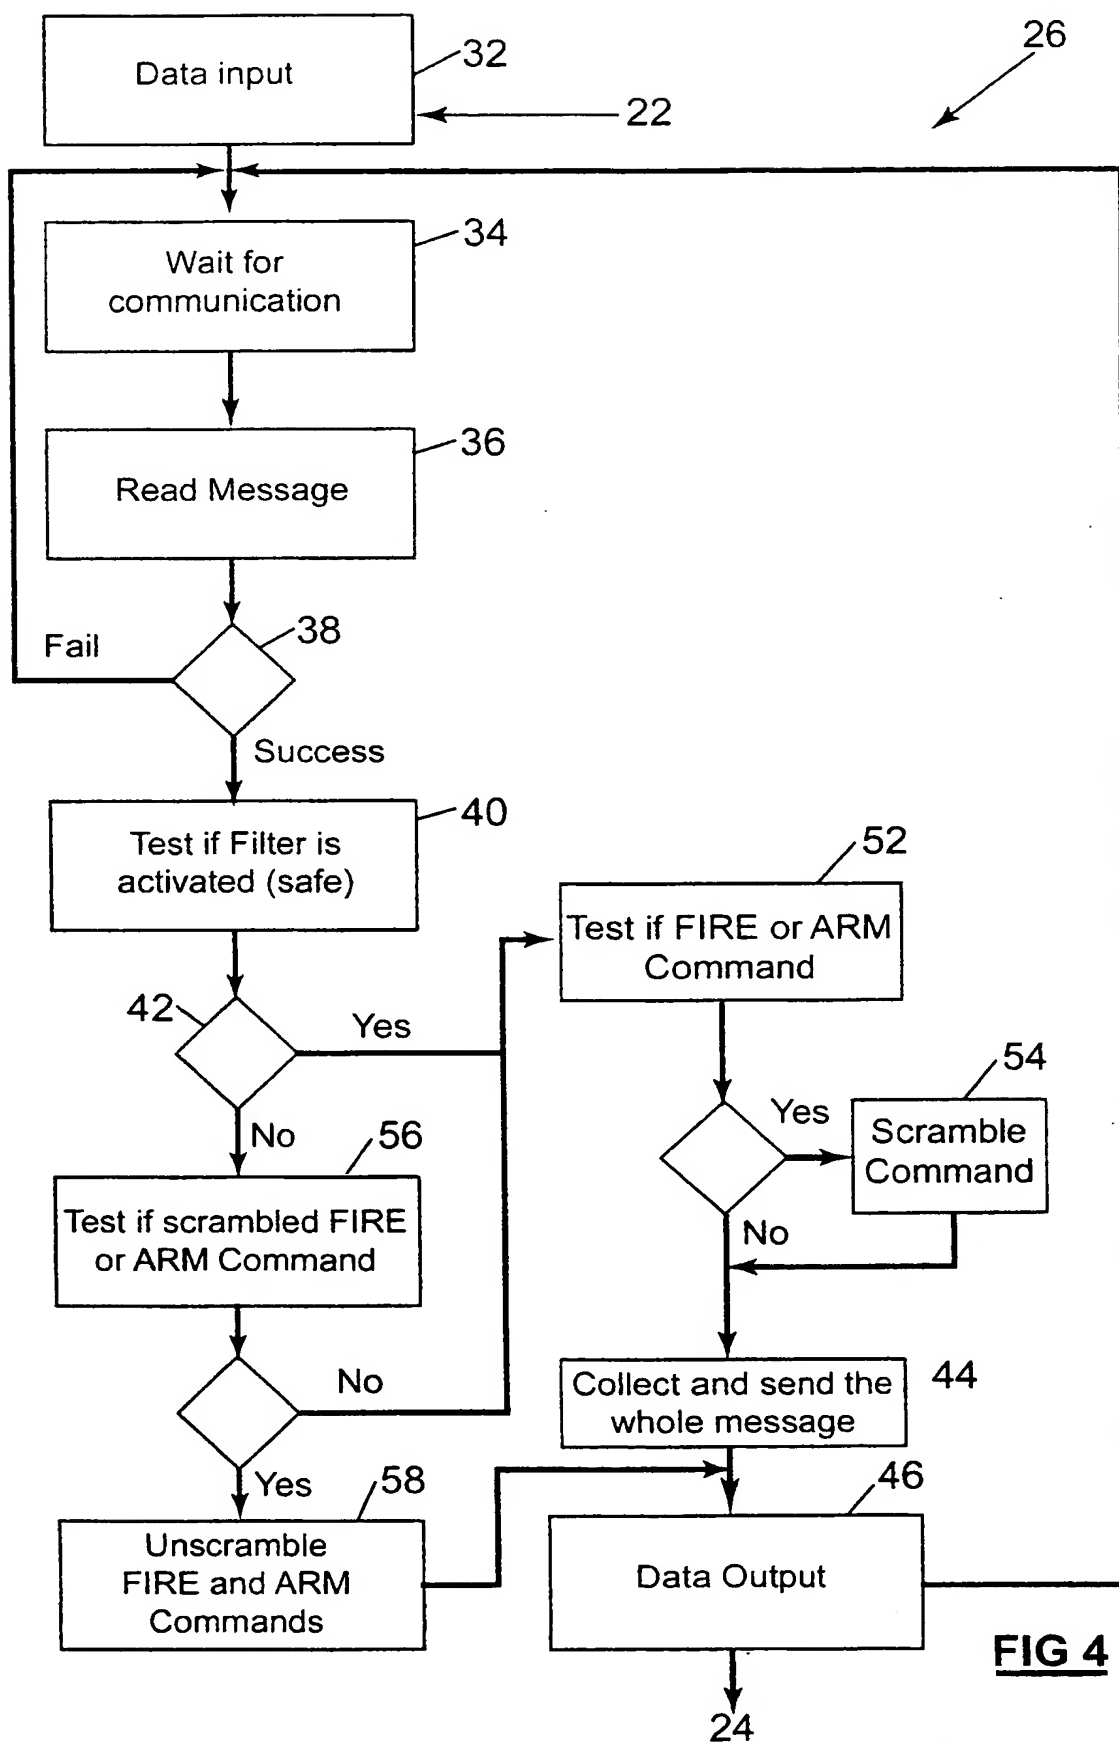 Data input
32
22
26
Wait for
communication
34
Read Message
36
38
Fail
Success
Test if Filter is
activated (safe)
40
42
Yes
No
56
Test if scrambled FIRE
or ARM Command
No
Yes
58
Unscramble
FIRE and ARM
Commands
52
Test if FIRE or ARM
Command
Yes
54
Scramble
Command
No
Collect and send the
whole message
44
46
Data Output
24
FIG 4